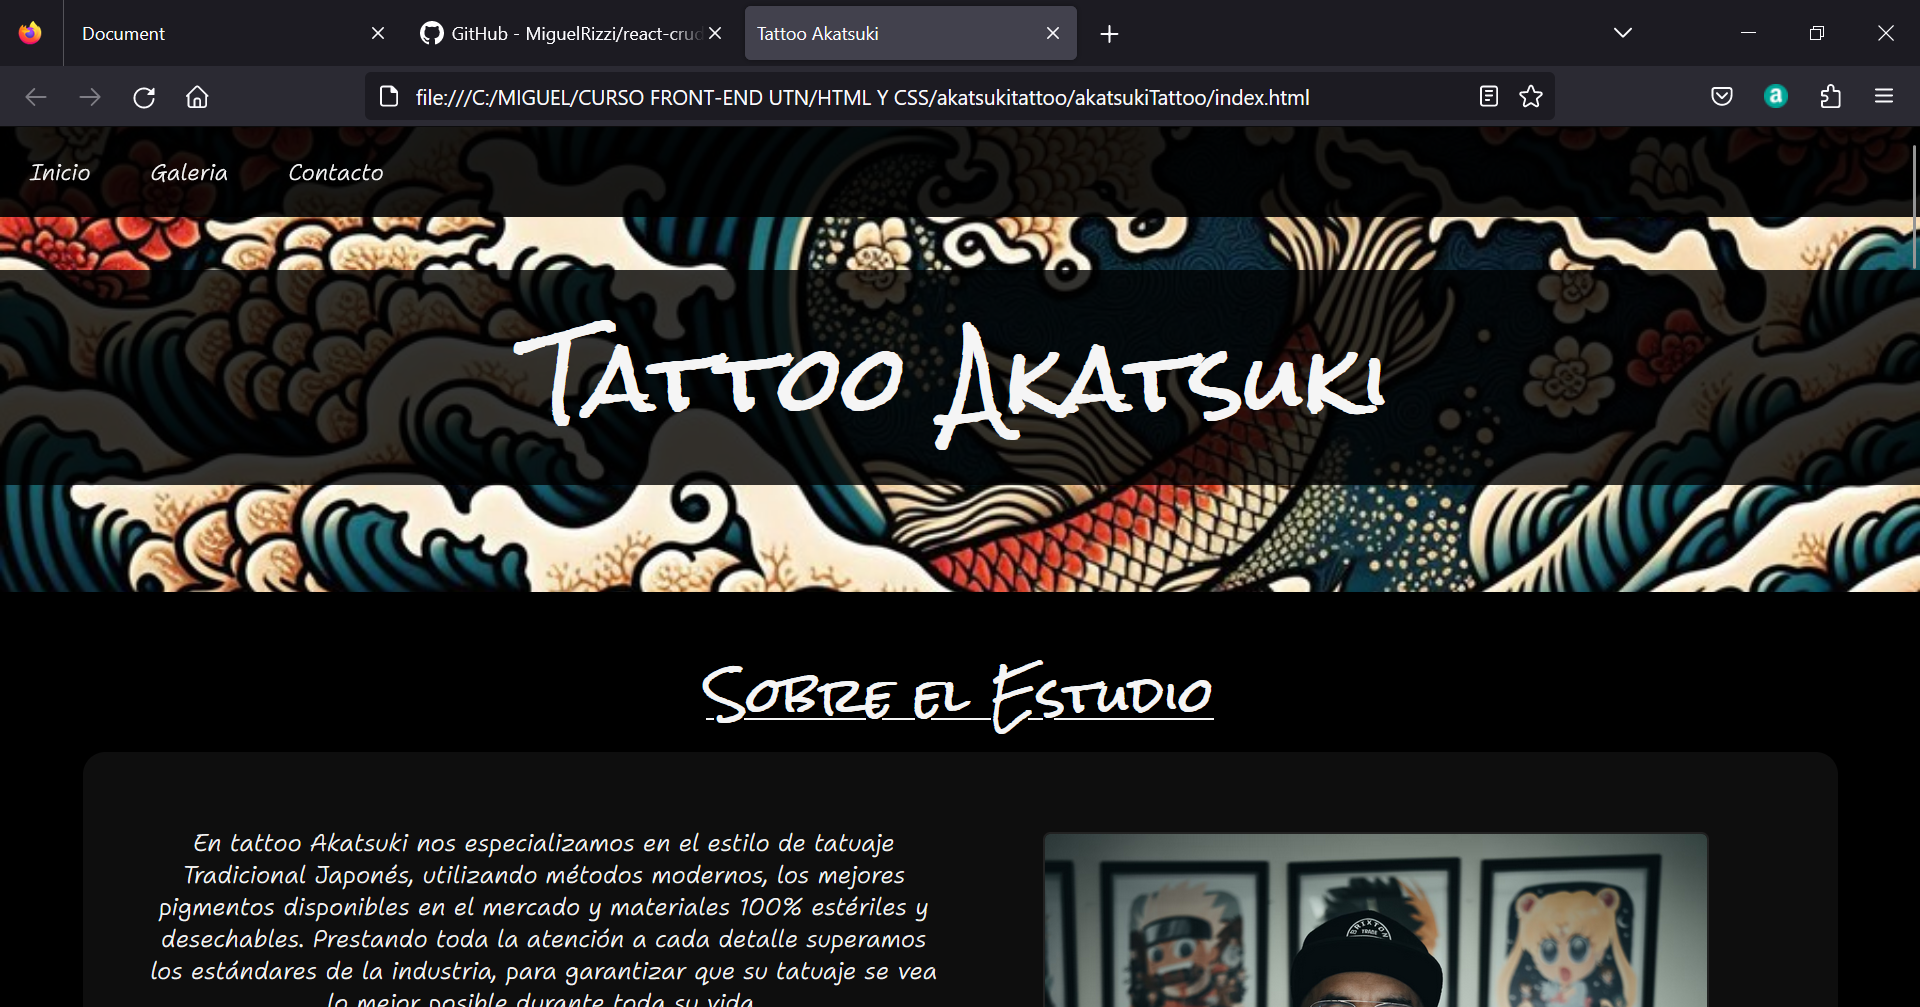 Document
GitHub - MiguelRizzi/react-crud
Tattoo Akatsuki
file:///C:/MIGUEL/CURSO FRONT-END UTN/HTML Y CSS/akatsukitattoo/akatsukiTattoo/index.html
a
Inicio Galeria Contacto
Tattoo Akatsuki
Sobre el Estudio
En tattoo Akatsuki nos especializamos en el estilo de tatuaje
Tradicional Japonés, utilizando métodos modernos, los mejores
pigmentos disponibles en el mercado y materiales 100% estériles y
desechables. Prestando toda la atención a cada detalle superamos
los estándares de la industria, para garantizar que su tatuaje se vea
lo mejor posible durante toda su vida
BRIXTON
TRADE